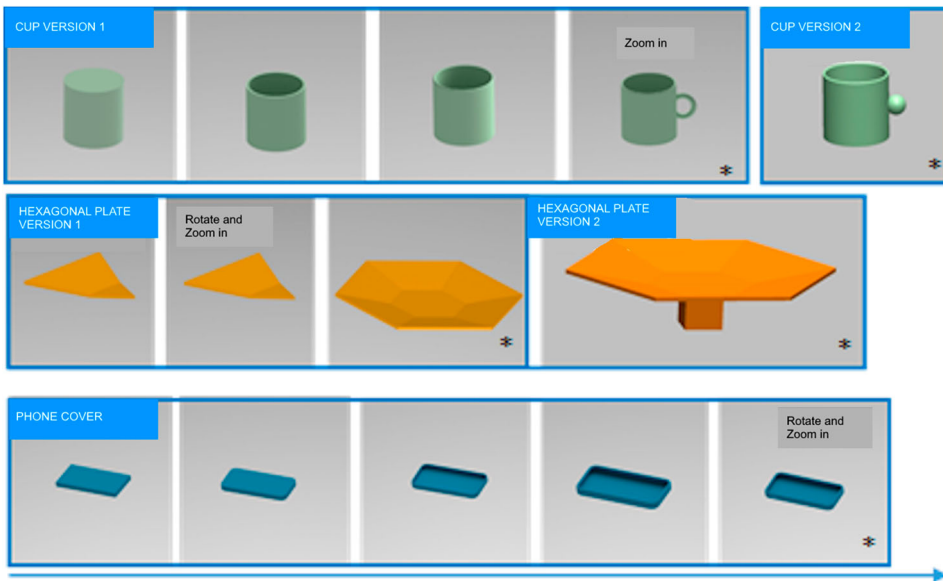 CUP VERSION 1
Zoom in
CUP VERSION 2
*
*
HEXAGONAL PLATE
VERSION 1
Rotate and
Zoom in
HEXAGONAL PLATE
VERSION 2
*
*
PHONE COVER
Rotate and
Zoom in
*